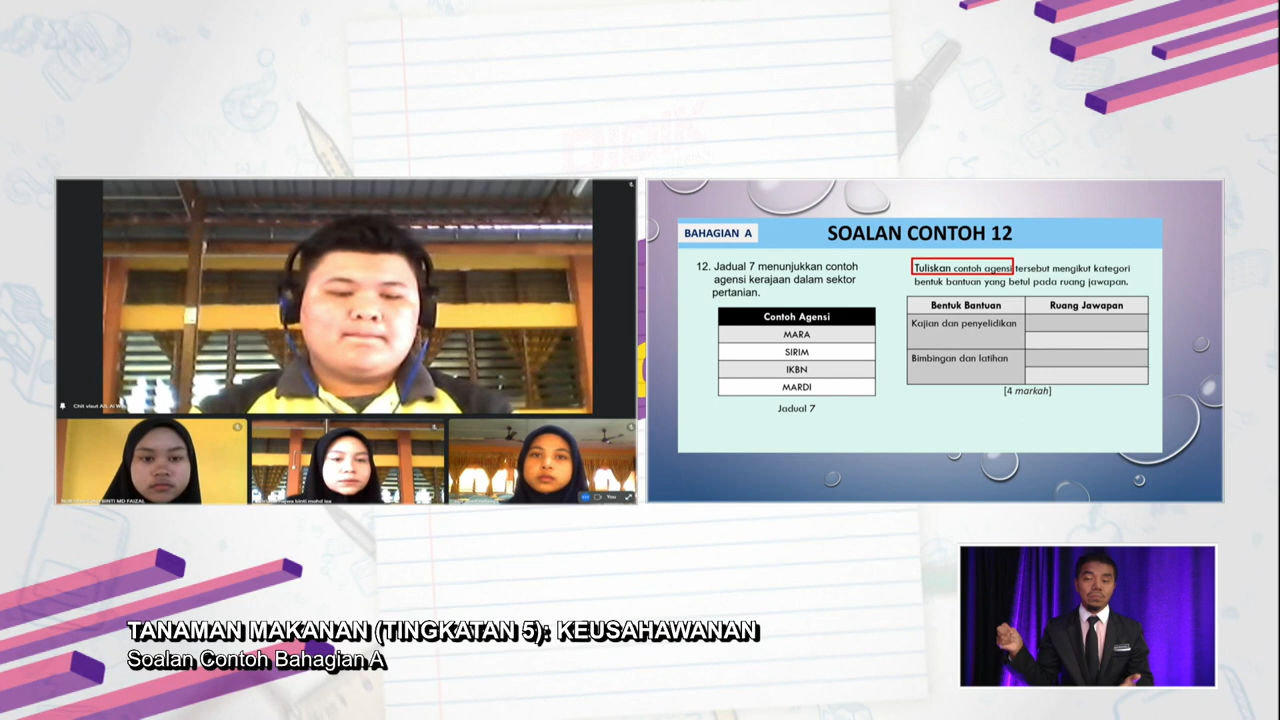 BAHAGIAN A
SOALAN CONTOH 12
12. Jadual 7 menunjukkan contoh
agensi kerajaan dalam sektor
pertanian.
Contoh Agensi
MARA
SIRIM
IKBN
MARDI
Jadual 7
Tuliskan contoh agensi tersebut mengikut kategori
bentuk bantuan yang betul pada ruang jawapan.
Bentuk Bantuan Ruang Jawapan
Kajian dan penyelidikan
Bimbingan dan latihan
[4 markah]
You
TANAMAN MAKANAN (TINGKATAN 5): KEUSAHAWANAN
Soalan Contoh Bahagian A